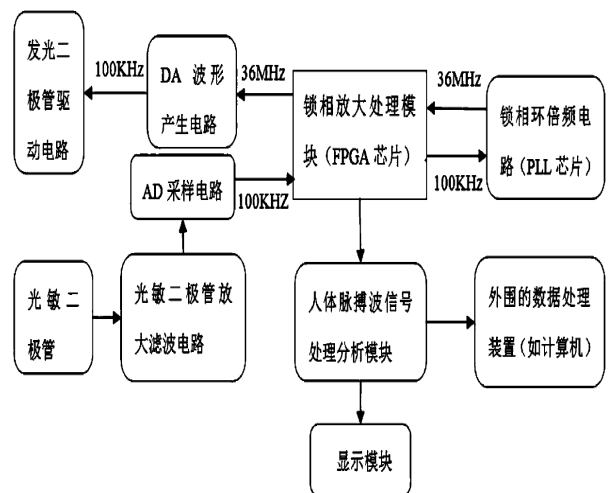 发光二
极管驱
动电路
100KHz
DA 波形
产生电路
36MHz
锁相放大处理模
块(FPGA 芯片)
36MHz
100KHz
锁相环倍频电
路(PLL 芯片)
AD 采样电路
100KHZ
光敏二
极管
光敏二极管放
大滤波电路
人体脉搏波信号
处理分析模块
外围的数据处理
装置(如计算机)
显示模块